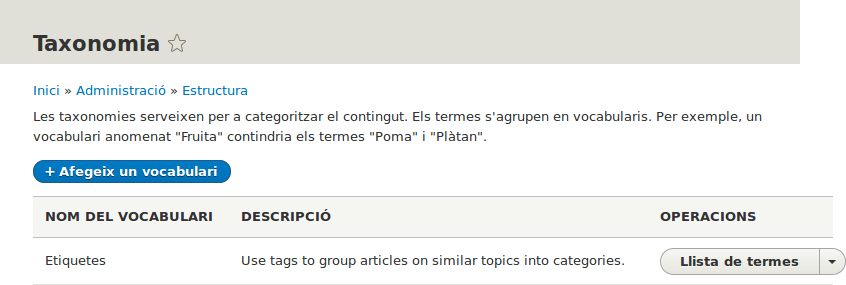 Taxonomia
Inici » Administració » Estructura
Les taxonomies serveixen per a categoritzar el contingut. Els termes s'agrupen en vocabularis. Per exemple, un
vocabulari anomenat "Fruita" contindria els termes "Poma" i "Plàtan".
+ Afegeix un vocabulari
NOM DEL VOCABULARI DESCRIPCIÓ OPERACIONS
Etiquetes Use tags to group articles on similar topics into categories. Llista de termes